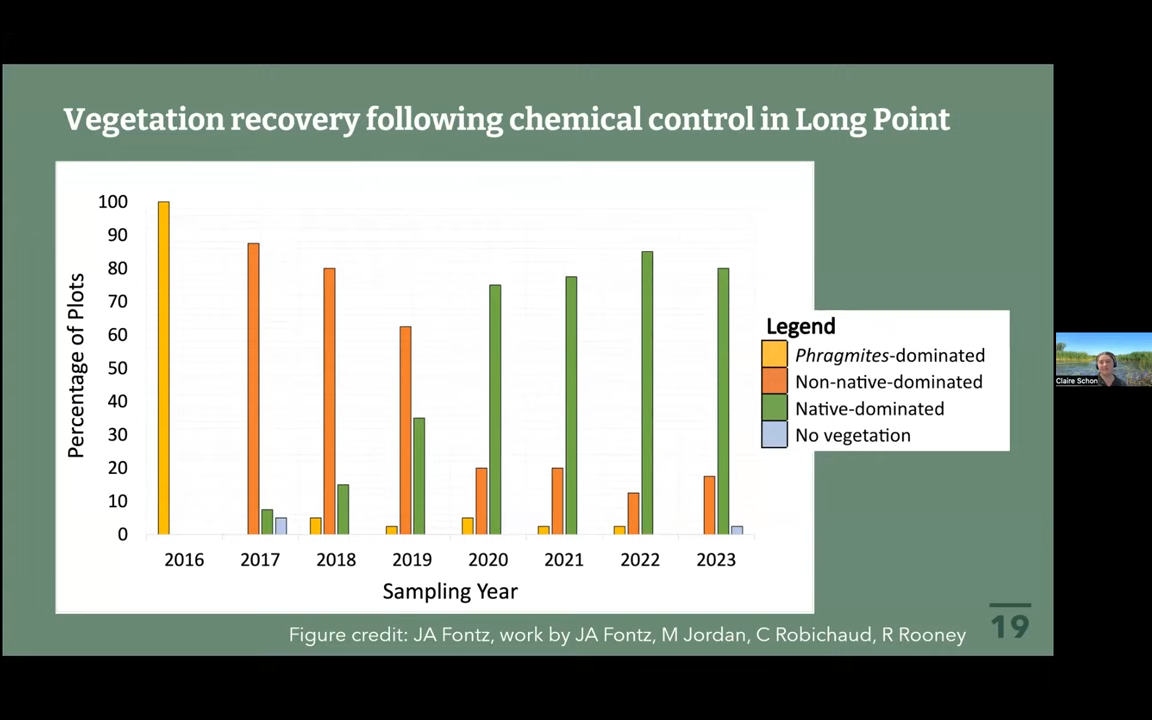 Vegetation recovery following chemical control in Long Point
Percentage of Plots
100
90
80
70
60
50
40
30
20
10
0
2016 2017 2018 2019 2020 2021 2022 2023
Sampling Year
Legend
Phragmites-dominated
Non-native-dominated
Native-dominated
No vegetation
Claire Schon
Figure credit: JA Fontz, work by JA Fontz, M Jordan, C Robichaud, R Rooney
19